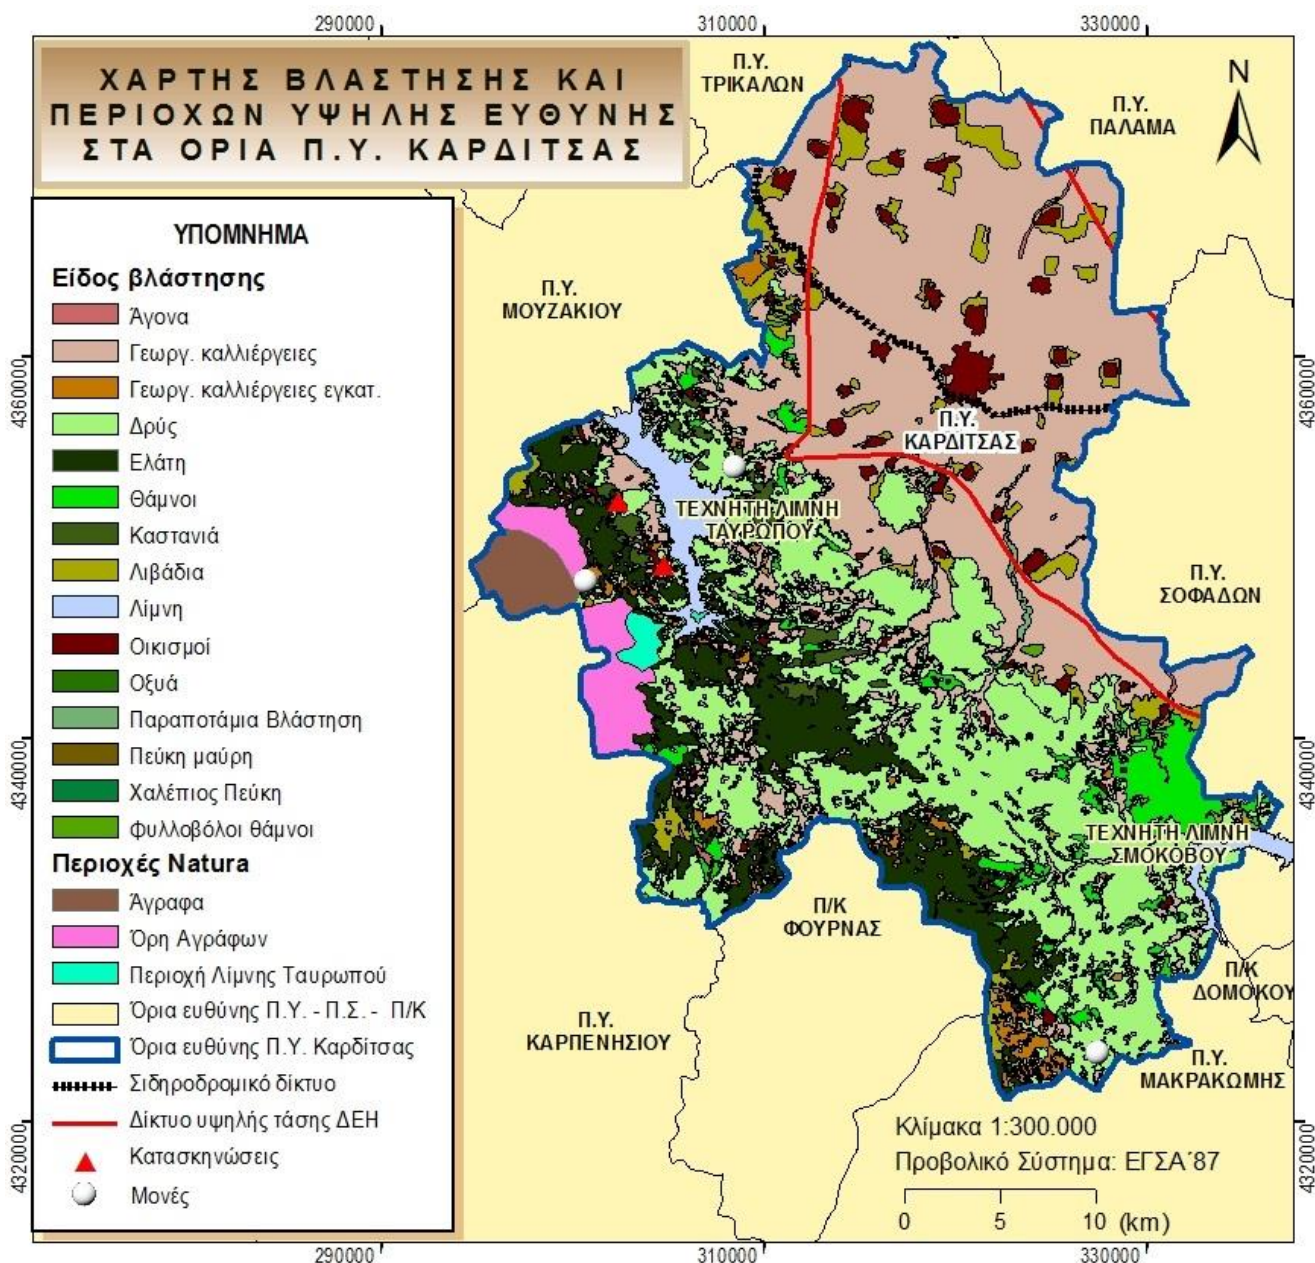 290000
310000
330000
ΧΑΡΤΗΣ ΒΛΑΣΤΗΣΗΣ ΚΑΙ
ΠΕΡΙΟΧΩΝ ΥΨΗΛΗΣ ΕΥΘΥΝΗΣ
ΣΤΑ ΟΡΙΑ Π.Υ. ΚΑΡΔΙΤΣΑΣ
Π.Υ.
ΤΡΙΚΑΛΩΝ
Π.Υ.
ΠΑΛΑΜΑ
N
ΥΠΟΜΝΗΜΑ
Είδος βλάστησης
Άγονα
Γεωργ. καλλιέργειες
Γεωργ. καλλιέργειες εγκατ.
Δρύς
Ελάτη
Θάμνοι
Καστανιά
Λιβάδια
Λίμνη
Οικισμοί
Οξυά
Παραποτάμια Βλάστηση
Πεύκη μαύρη
Χαλέπιος Πεύκη
Φυλλοβόλοι θάμνοι
Περιοχές Natura
Άγραφα
Όρη Αγράφων
Περιοχή Λίμνης Ταυρωπού
Όρια ευθύνης Π.Υ. - Π.Σ. - Π/Κ
Όρια ευθύνης Π.Υ. Καρδίτσας
Σιδηροδρομικό δίκτυο
Δίκτυο υψηλής τάσης ΔΕΗ
Κατασκηνώσεις
Μονές
Π.Υ.
ΜΟΥΖΑΚΙΟΥ
Π.Υ.
ΚΑΡΔΙΤΣΑΣ
ΤΕΧΝΗΤΗ ΛΙΜΝΗ
ΤΑΥΡΩΠΟΥ
Π.Υ.
ΣΟΦΑΔΩΝ
ΤΕΧΝΗΤΗ ΛΙΜΝΗ
ΣΜΟΚΟΒΟΥ
Π/Κ
ΦΟΥΡΝΑΣ
Π/Κ
ΔΟΜΟΚΟΥ
Π.Υ.
ΚΑΡΠΕΝΗΣΙΟΥ
Π.Υ.
ΜΑΚΡΑΚΩΜΗΣ
Κλίμακα 1:300.000
Προβολικό Σύστημα: ΕΓΣΑ΄87
0 5 10 (km)
4360000
4340000
4320000
4360000
4340000
4320000
290000
310000
330000